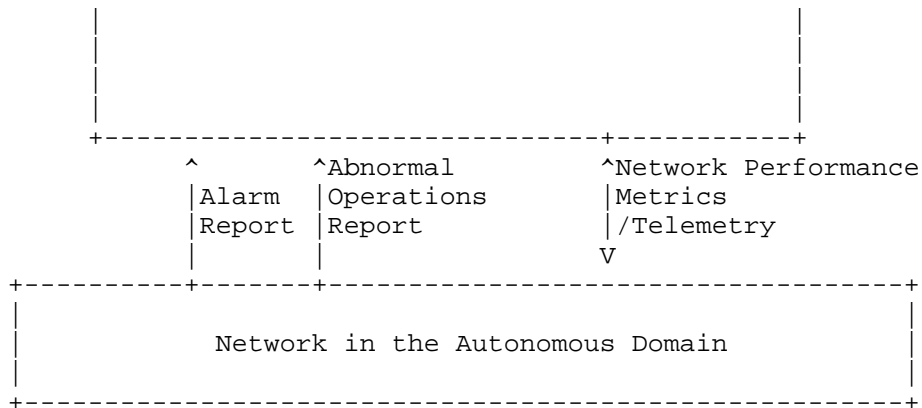 Abnormal Network Performance
Alarm Operations Metrics
Report Report /Telemetry
V
Network in the Autonomous Domain